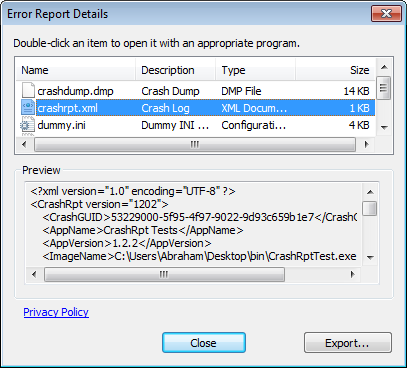 Error Report Details
Double-click an item to open it with an appropriate program.
Name Description Type Size
crashdump.dmp Crash Dump DMP File 14 KB
crashrpt.xml Crash Log XML Docum... 1 KB
dummy.ini Dummy INI ... Configurati... 4 KB
Preview
<?xml version="1.0" encoding="UTF-8" ?>
<CrashRpt version="1202">
<CrashGUID>53229000-5f95-4f97-9022-9d93c659b1e7</CrashG
<AppName>CrashRpt Tests</AppName>
<AppVersion>1.2.2</AppVersion>
<ImageName>C:\Users\Abraham\Desktop\bin\CrashRptTest.exe
Privacy Policy
Close Export...